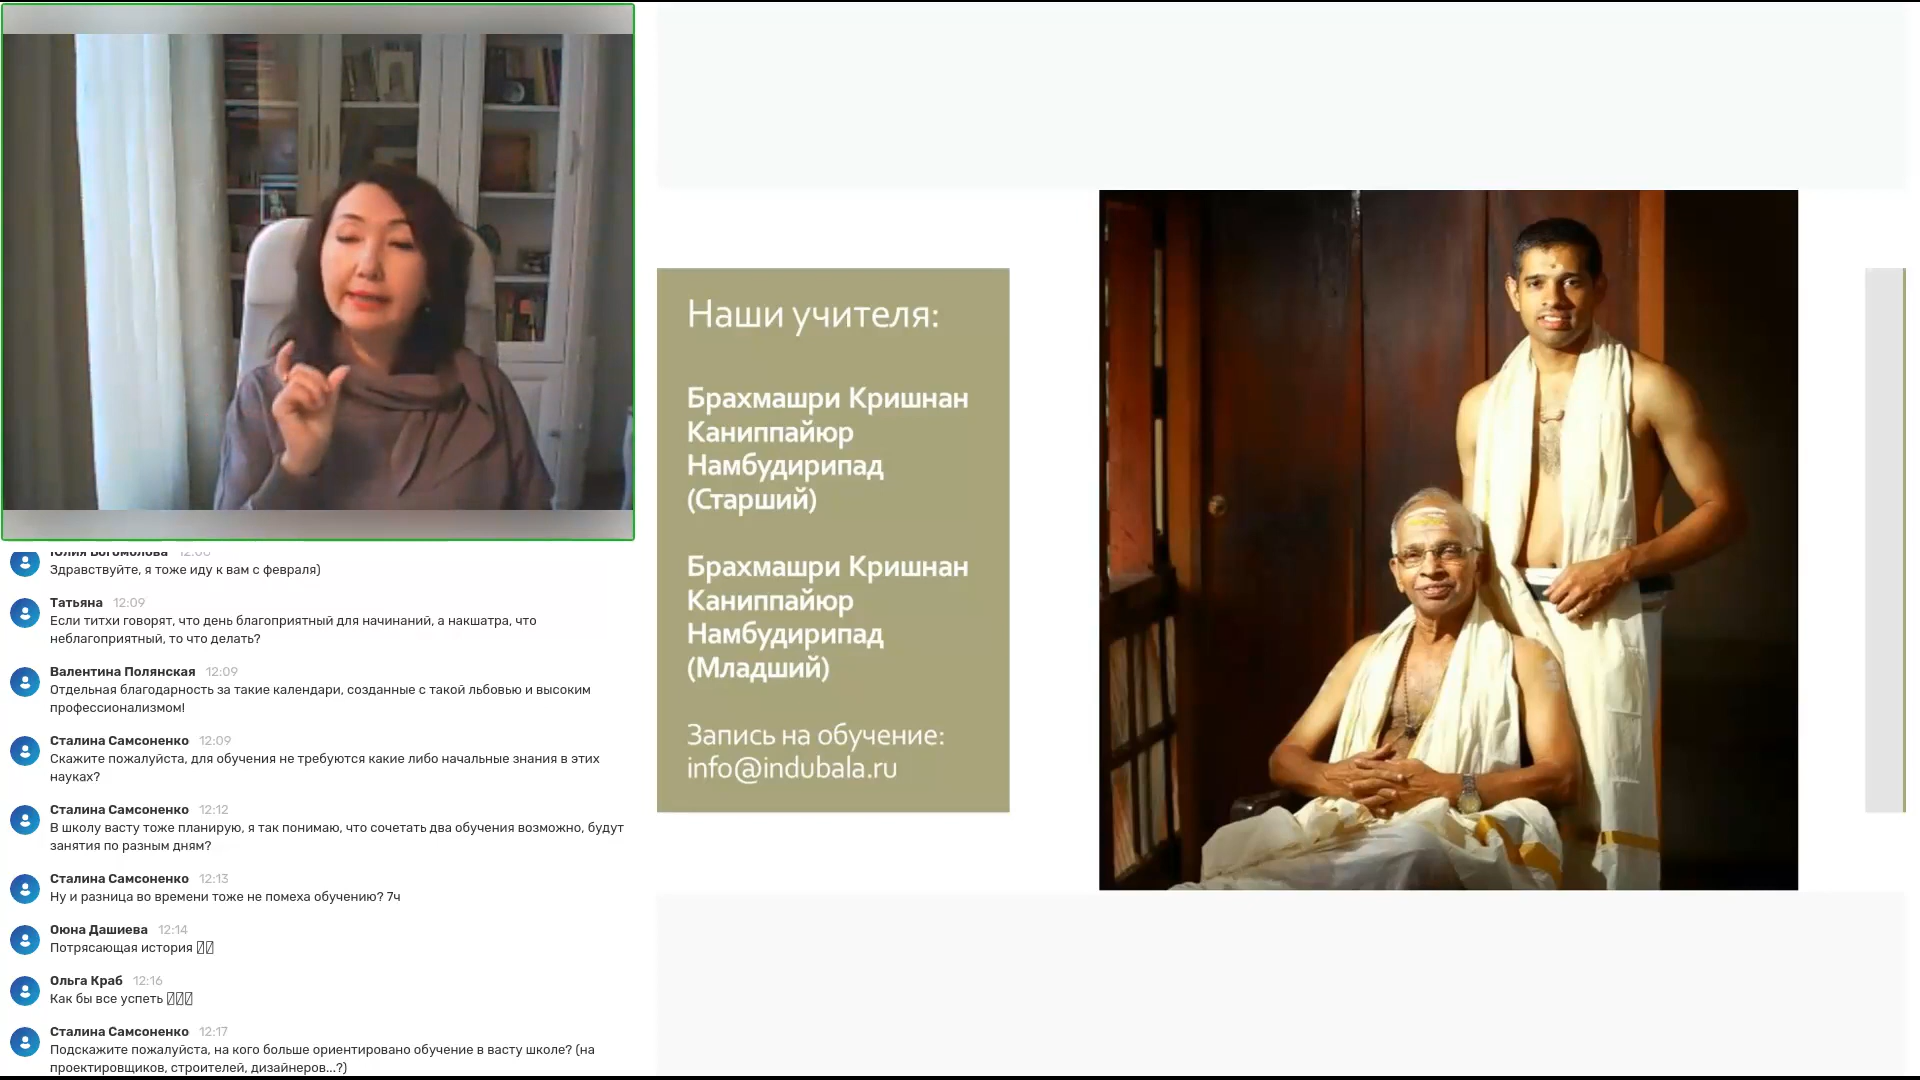 Юлия Богомолова 12:08
Здравствуйте, я тоже иду к вам с февраля)
Татьяна 12:09
Если титхи говорят, что день благоприятный для начинаний, а накшатра, что
неблагоприятный, то что делать?
Валентина Полянская 12:09
Отдельная благодарность за такие календари, созданные с такой льбовью и высоким
профессионализмом!
Сталина Самсоненко 12:09
Скажите пожалуйста, для обучения не требуются какие либо начальные знания в этих
науках?
Сталина Самсоненко 12:12
В школу васту тоже планирую, я так понимаю, что сочетать два обучения возможно, будут
занятия по разным дням?
Сталина Самсоненко 12:13
Ну и разница во времени тоже не помеха обучению? 7ч
Оюна Дашиева 12:14
Потрясающая история
Ольга Краб 12:16
Как бы все успеть
Сталина Самсоненко 12:17
Подскажите пожалуйста, на кого больше ориентировано обучение в васту школе? (на
проектировщиков, строителей, дизайнеров...?)
Наши учителя:
Брахмашри Кришнан
Каниппайюр
Намбудирипад
(Старший)
Брахмашри Кришнан
Каниппайюр
Намбудирипад
(Младший)
Запись на обучение:
info@indubala.ru